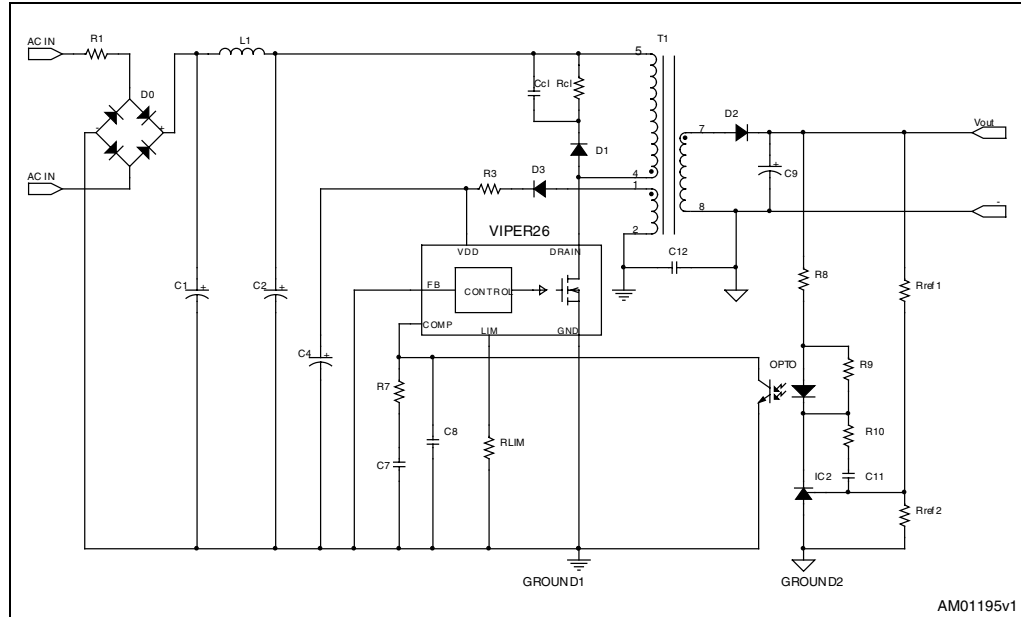 AC IN
R1
L1
T1
5
Ccl
Rcl
D0
-
+
D2
7
Vout
+
C9
D1
AC IN
R3
D3
4
1
8
-
2
VIPER26
VDD
DRAIN
C12
R8
Rref1
C1
+
C2
+
FB
CONTROL
COMP
LIM
GND
C4
+
OPTO
R9
R7
C8
RLIM
R10
C7
IC2
C11
Rref2
GROUND1
GROUND2
AM01195v1